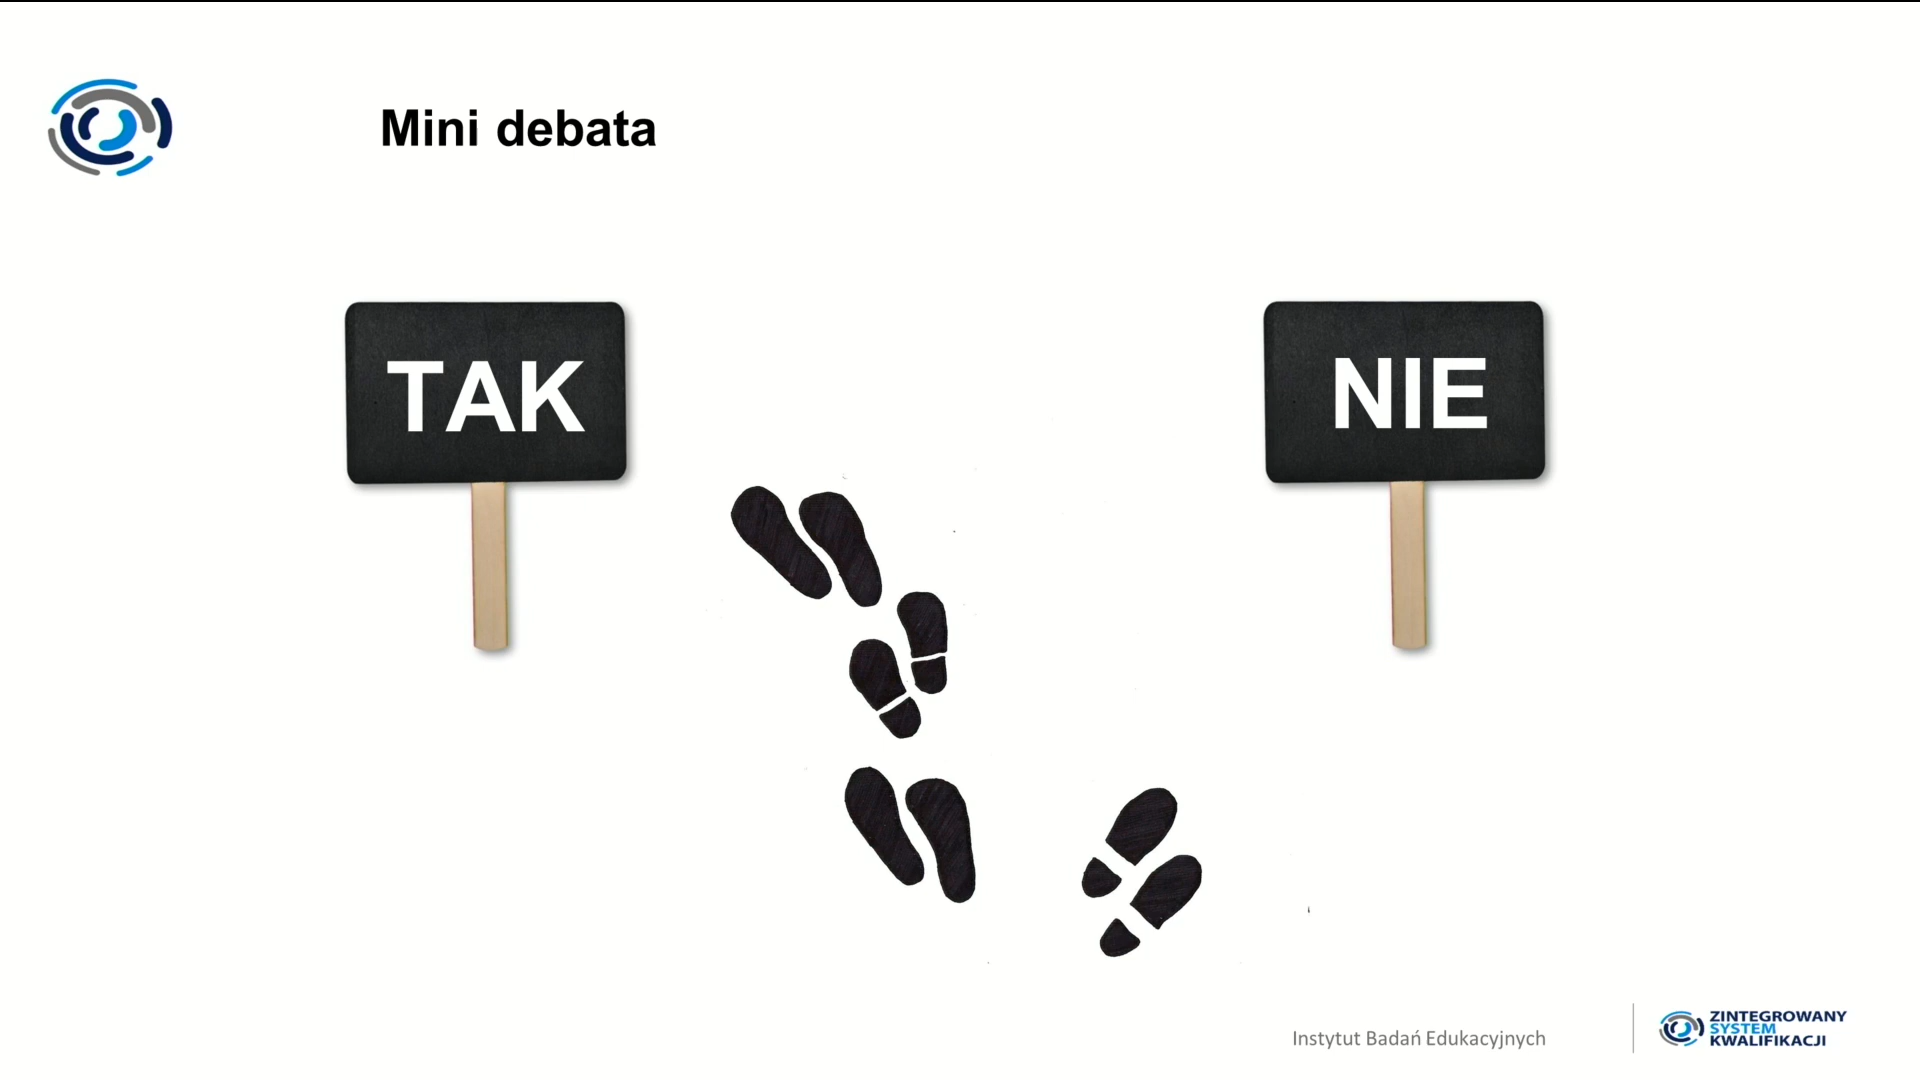 Mini debata
TAK
NIE
Instytut Badań Edukacyjnych
ZINTEGROWANY
SYSTEM
KWALIFIKACJI